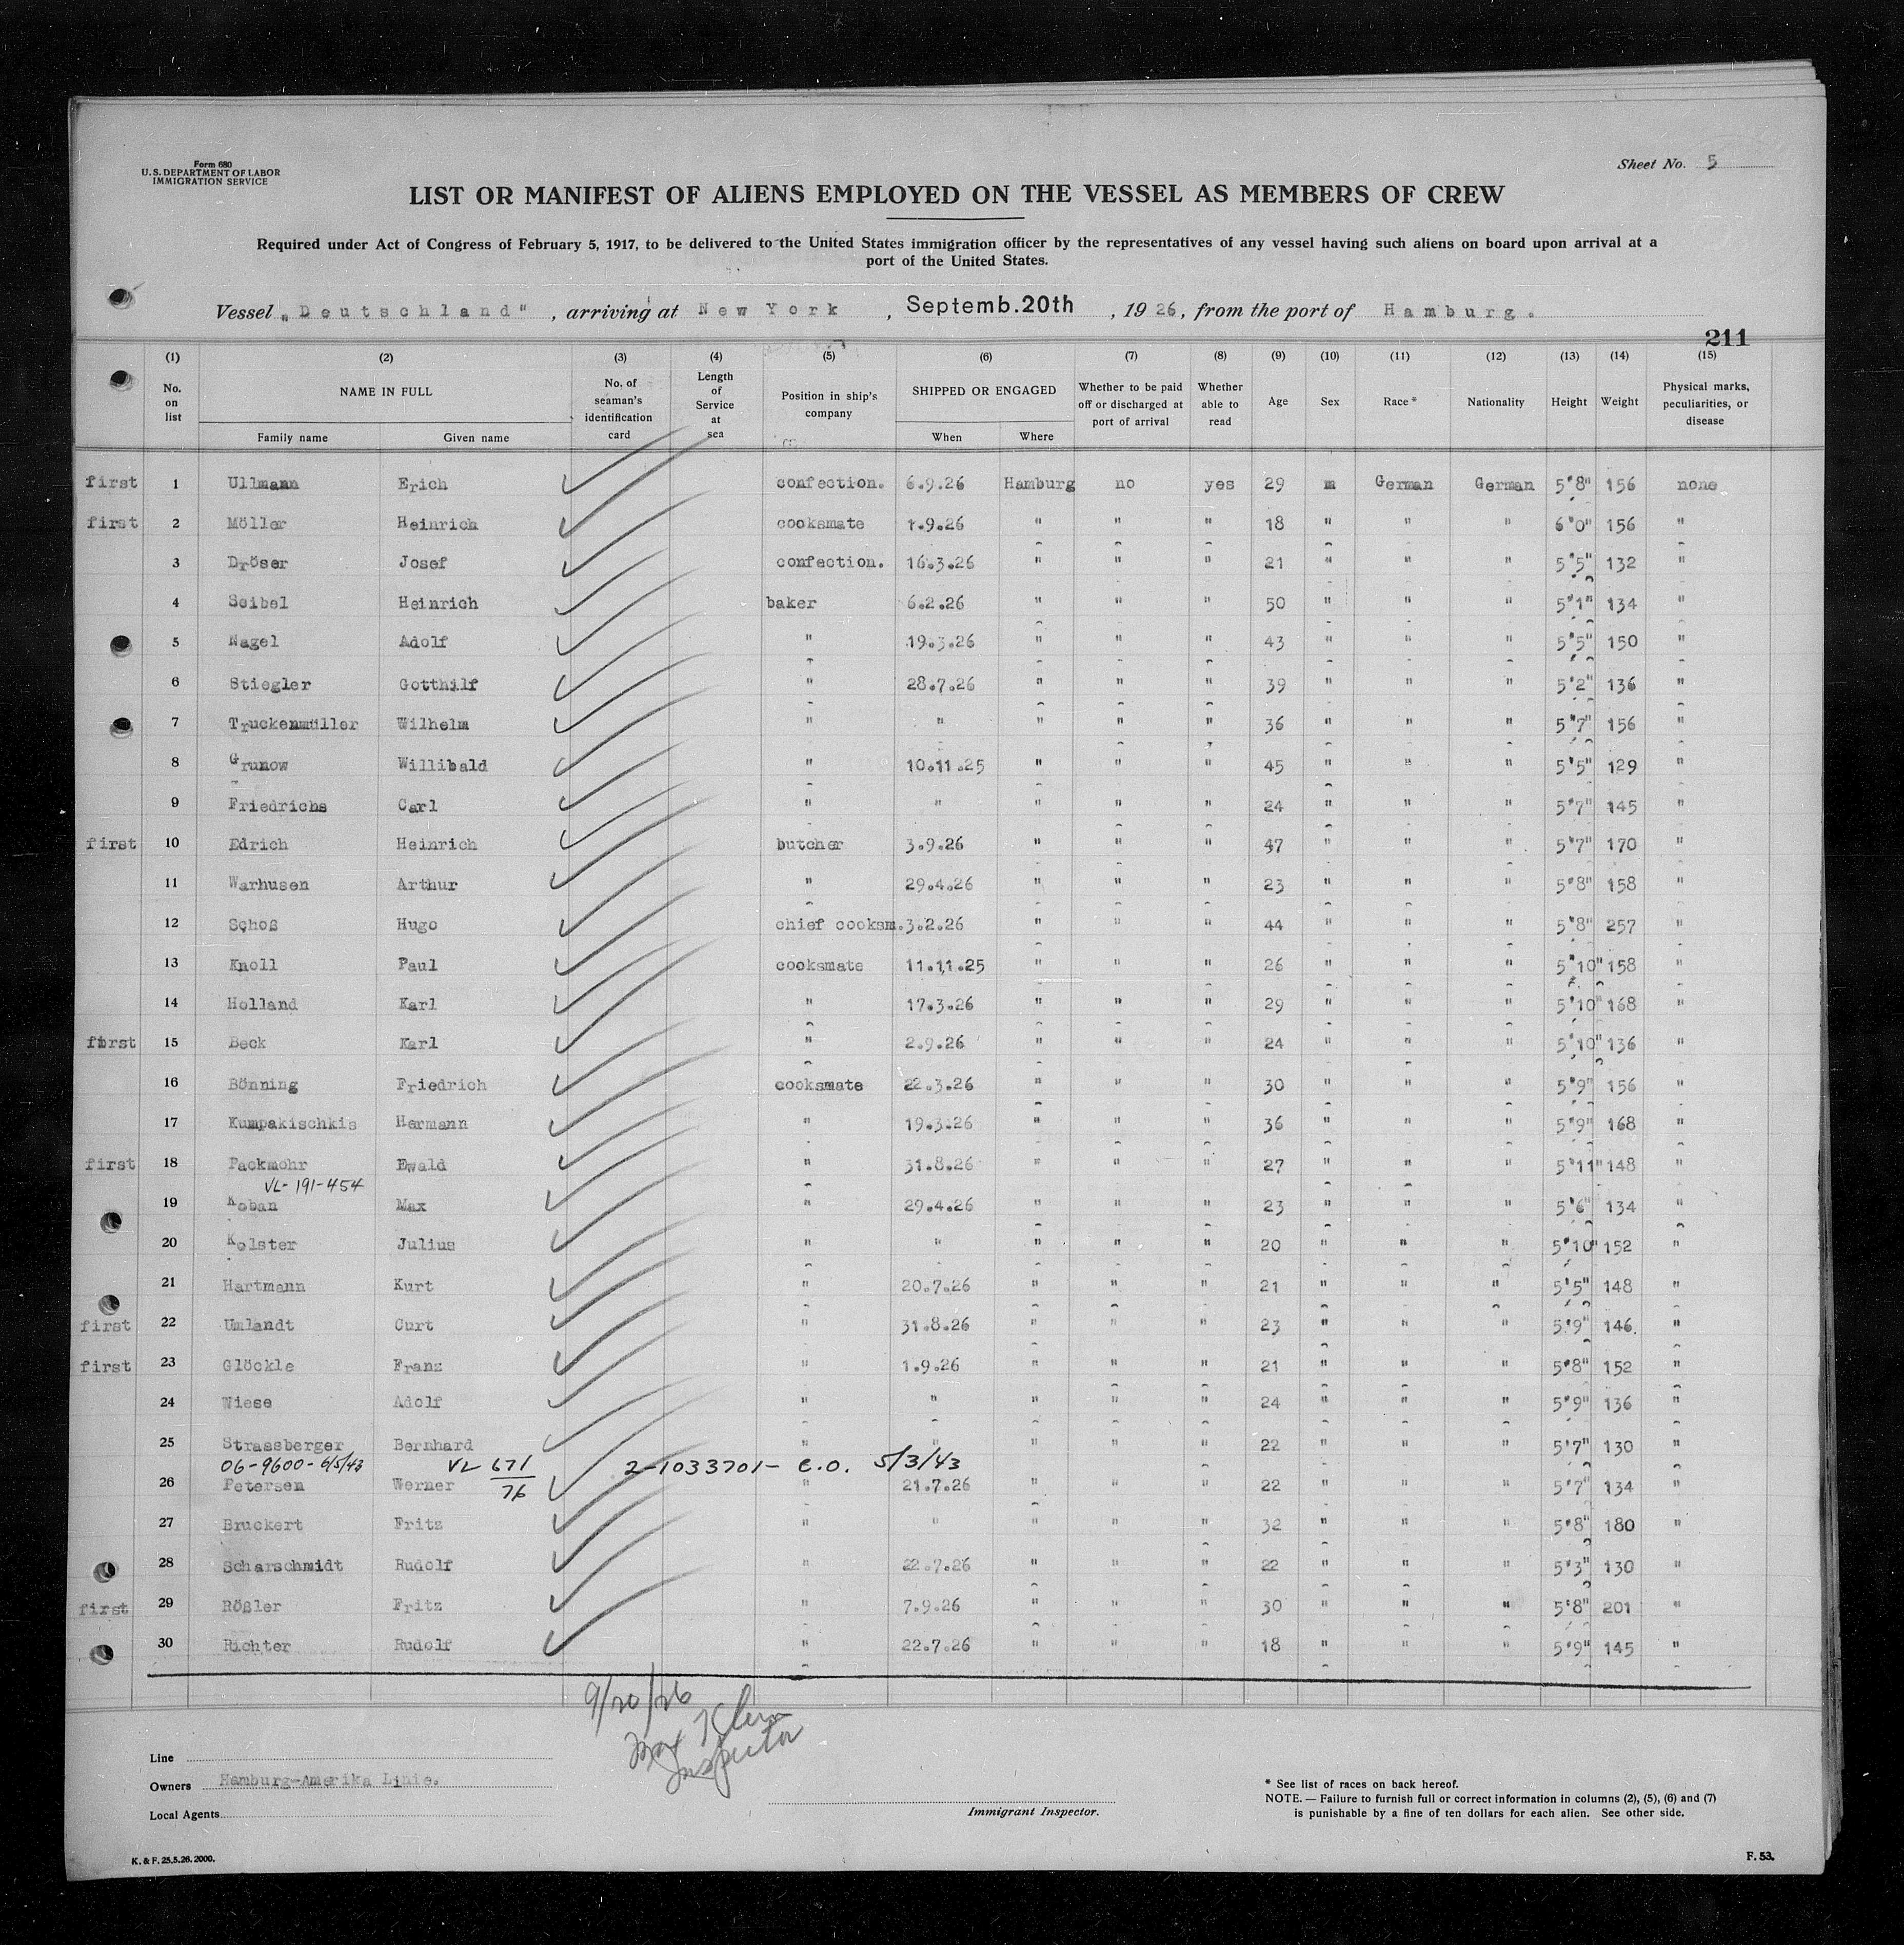 Form 680
U.S. DEPARTMENT OF LABOR
IMMIGRATION SERVICE
Sheet No. 5
LIST OR MANIFEST OF ALIENS EMPLOYED ON THE VESSEL AS MEMBERS OF CREW
Required under Act of Congress of February 5, 1917, to be delivered to the United States immigration officer by the representatives of any vessel having such aliens on board upon arrival at a
port of the United States.
Vessel „Deutschland", arriving at New York, Septemb.20th, 1926, from the port of Hamburg.
211
(1) (2) (3) (4) (5) (6) (7) (8) (9) (10) (11) (12) (13) (14) (15)
No. on list NAME IN FULL Family name Given name No. of seaman's identification card Length of Service at sea Position in ship's company SHIPPED OR ENGAGED When Where Whether to be paid off or discharged at port of arrival Whether able to read Age Sex Race * Nationality Height Weight Physical marks, peculiarities, or disease
first 1 Ullmann Erich confection. 6.9.26 Hamburg no yes 29 m German German 5'8" 156 none
first 2 Möller Heinrich cooksmate 1.9.26 " " " 18 " " " 6'0" 156 "
3 Dröser Josef confection. 16.3.26 " " " 21 " " " 5'5" 132 "
4 Seibel Heinrich baker 6.2.26 " " " 50 " " " 5'1" 134 "
5 Nagel Adolf " 19.3.26 " " " 43 " " " 5'5" 150 "
6 Stiegler Gotthilf " 28.7.26 " " " 39 " " " 5'2" 136 "
7 Truckenmüller Wilhelm " " " " " 36 " " " 5'7" 156 "
8 Grunow Willibald " 10.11.25 " " " 45 " " " 5'5" 129 "
9 Friedrichs Carl " " " " " 24 " " " 5'7" 145 "
first 10 Edrich Heinrich butcher 3.9.26 " " " 47 " " " 5'7" 170 "
11 Warhusen Arthur " 29.4.26 " " " 23 " " " 5'8" 158 "
12 Schoß Hugo chief cooksm. 3.2.26 " " " 44 " " " 5'8" 257 "
13 Knoll Paul cooksmate 11.11.25 " " " 26 " " " 5'10" 158 "
14 Holland Karl " 17.3.26 " " " 29 " " " 5'10" 168 "
first 15 Beck Karl " 2.9.26 " " " 24 " " " 5'10" 136 "
16 Bönning Friedrich cooksmate 22.3.26 " " " 30 " " " 5'9" 156 "
17 Kumpakischkis Hermann " 19.3.26 " " " 36 " " " 5'9" 168 "
first 18 Packmohr Ewald " 31.8.26 " " " 27 " " " 5'11" 148 "
VL-191-454
19 Koban Max " 29.4.26 " " " 23 " " " 5'6" 134 "
20 Kolster Julius " " " " " 20 " " " 5'10" 152 "
21 Hartmann Kurt " 20.7.26 " " " 21 " " " 5'5" 148 "
first 22 Umlandt Curt " 31.8.26 " " " 23 " " " 5'9" 146 "
first 23 Glöckle Franz " 1.9.26 " " " 21 " " " 5'8" 152 "
24 Wiese Adolf " " " " " 24 " " " 5'9" 136 "
25 Strassberger Bernhard " " " " " 22 " " " 5'7" 130 "
06-9600-6/5/43 VL 671/76 2-1033701- C.O. 5/3/43
26 Petersen Werner " 21.7.26 " " " 22 " " " 5'7" 134 "
27 Bruckert Fritz " " " " " 32 " " " 5'8" 180 "
28 Scharschmidt Rudolf " 22.7.26 " " " 22 " " " 5'3" 130 "
first 29 Rößler Fritz " 7.9.26 " " " 30 " " " 5'8" 201 "
30 Richter Rudolf " 22.7.26 " " " 18 " " " 5'9" 145 "
9/20/26
Max Klein
Inspector
Line
Owners Hamburg-Amerika Linie.
Local Agents
Immigrant Inspector.
* See list of races on back hereof.
NOTE. — Failure to furnish full or correct information in columns (2), (5), (6) and (7)
is punishable by a fine of ten dollars for each alien. See other side.
K. & F. 25.5.26. 2000.
F. 53.